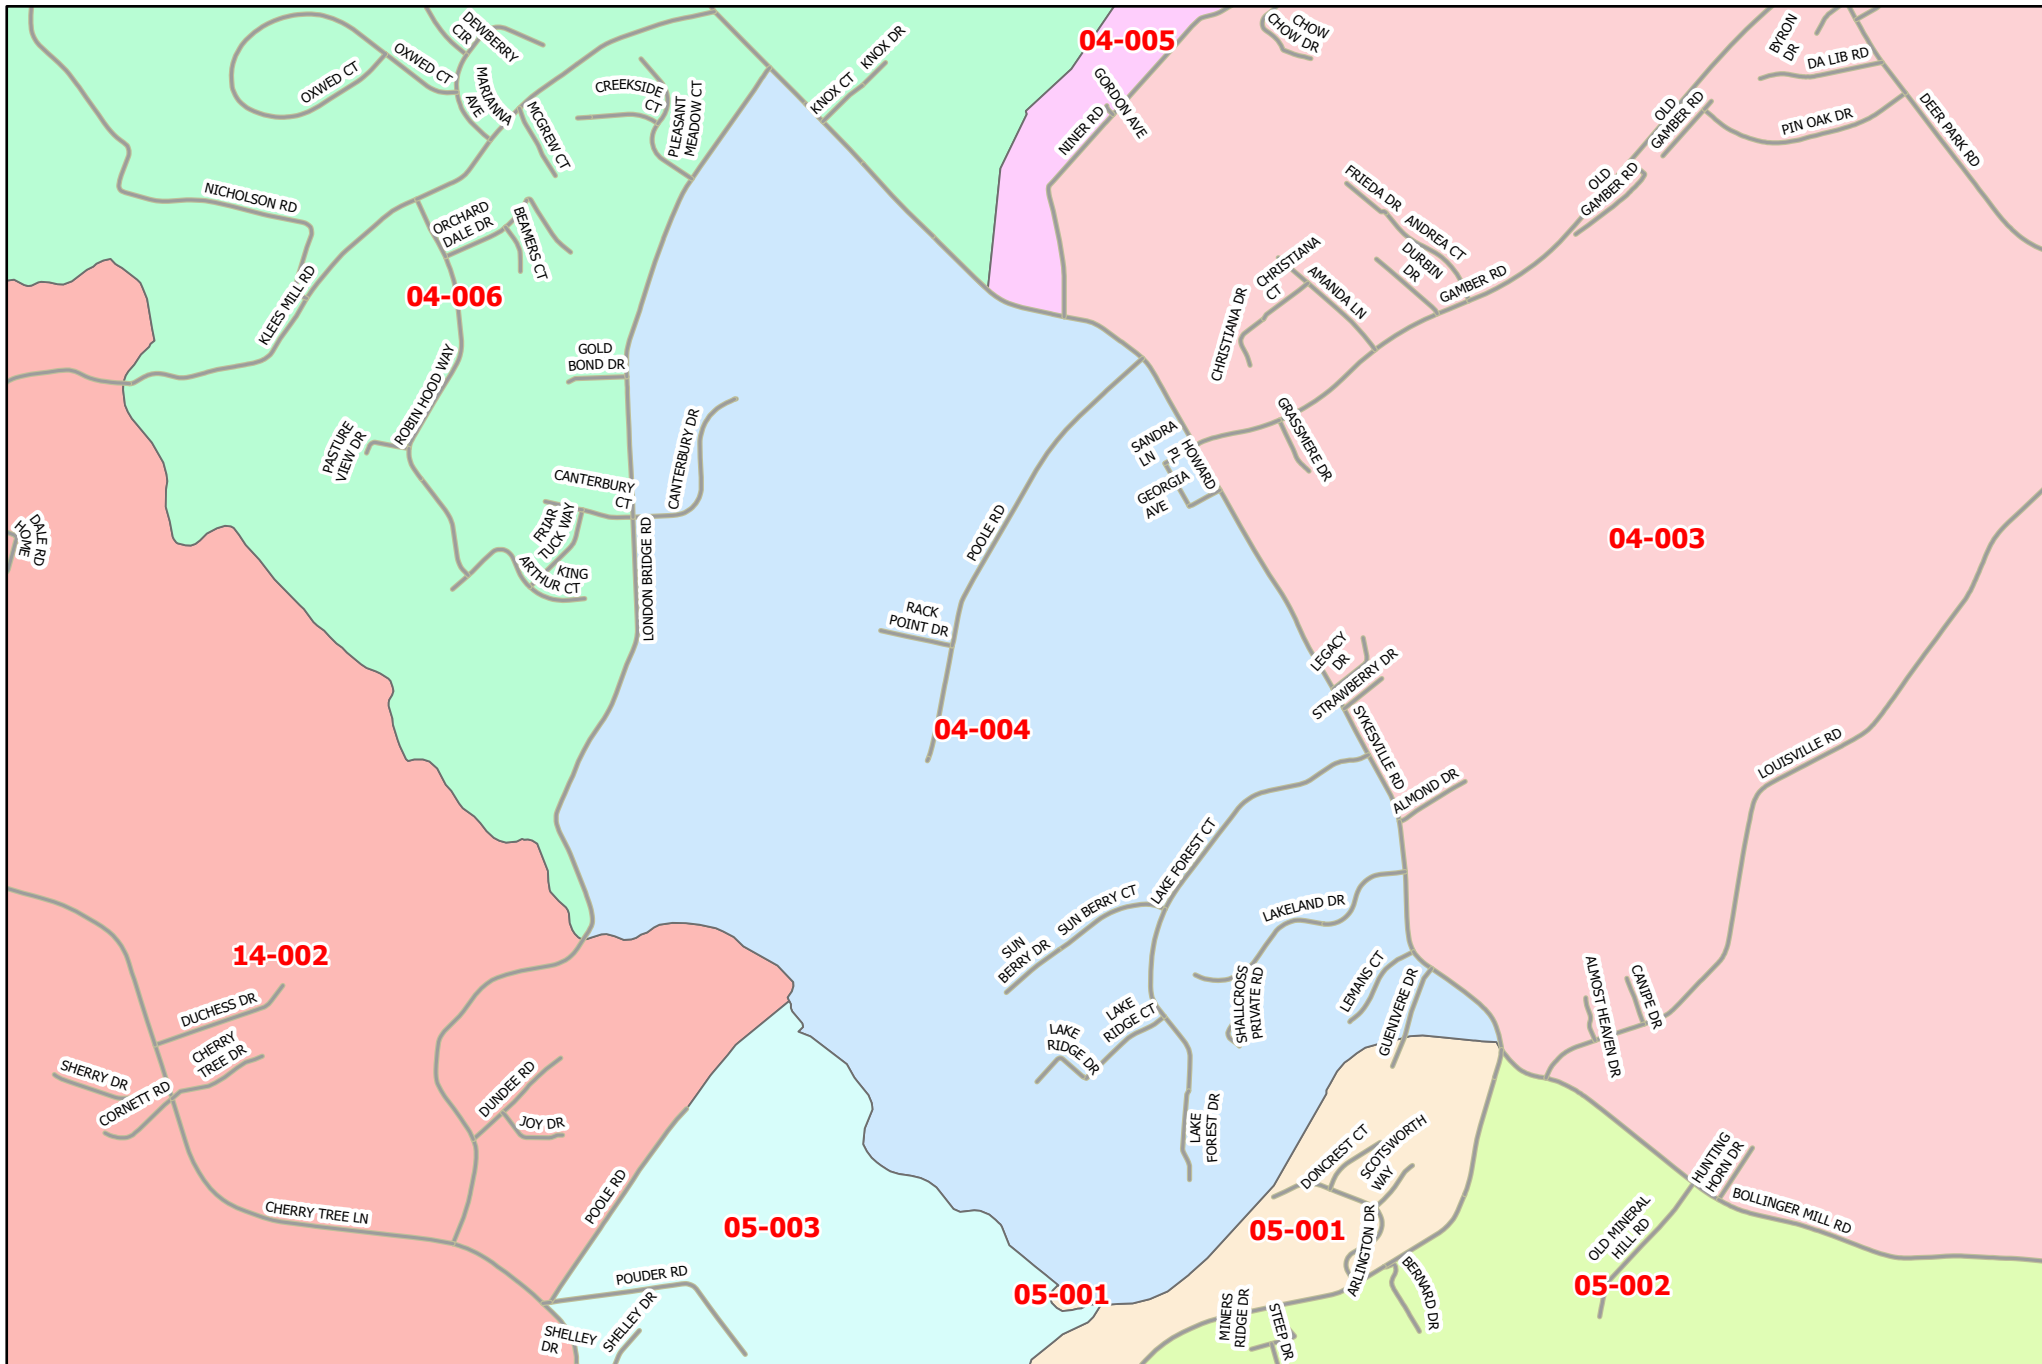 DEWBERRY
CIR
OXWED CT
OXWED CT
MARIANNA
AVE
MCGREW CT
CREEKSIDE
CT
PLEASANT
MEADOW CT
KNOX CT
KNOX DR
04-005
GORDON AVE
NINER RD
CHOW
CHOW DR
BYRON
DR
DA LIB RD
OLD
GAMBER RD
PIN OAK DR
DEER PARK RD
NICHOLSON RD
ORCHARD
DALE DR
BEAMERS CT
KLEES MILL RD
04-006
FRIEDA DR
ANDREA CT
OLD
GAMBER RD
DURBIN
DR
GAMBER RD
CHRISTIANA
CT
AMANDA LN
CHRISTIANA DR
GOLD
BOND DR
ROBIN HOOD WAY
PASTURE
VIEW DR
CANTERBURY DR
CANTERBURY
CT
SANDRA
LN
HOWARD
PL
GEORGIA
AVE
GRASSMERE DR
DALE RD
HOME
FRIAR
TUCK WAY
KING
ARTHUR CT
LONDON BRIDGE RD
POOLE RD
04-003
RACK
POINT DR
LEGACY
DR
STRAWBERRY DR
04-004
SYKESVILLE RD
ALMOND DR
LOUISVILLE RD
LAKE FOREST CT
SUN BERRY CT
SUN
BERRY DR
LAKELAND DR
14-002
DUCHESS DR
CHERRY
TREE DR
SHERRY DR
CORNETT RD
DUNDEE RD
JOY DR
LAKE
RIDGE CT
LAKE
RIDGE DR
SHALLCROSS
PRIVATE RD
LEMANS CT
GUENIVERE DR
ALMOST HEAVEN DR
CANIPE DR
LAKE
FOREST DR
DONCREST CT
SCOTSWORTH
WAY
HUNTING
HORN DR
CHERRY TREE LN
POOLE RD
05-003
05-001
ARLINGTON DR
OLD MINERAL
HILL RD
BOLLINGER MILL RD
POUDER RD
05-001
BERNARD DR
05-002
SHELLEY
DR
SHELLEY DR
MINERS
RIDGE DR
STEEP DR